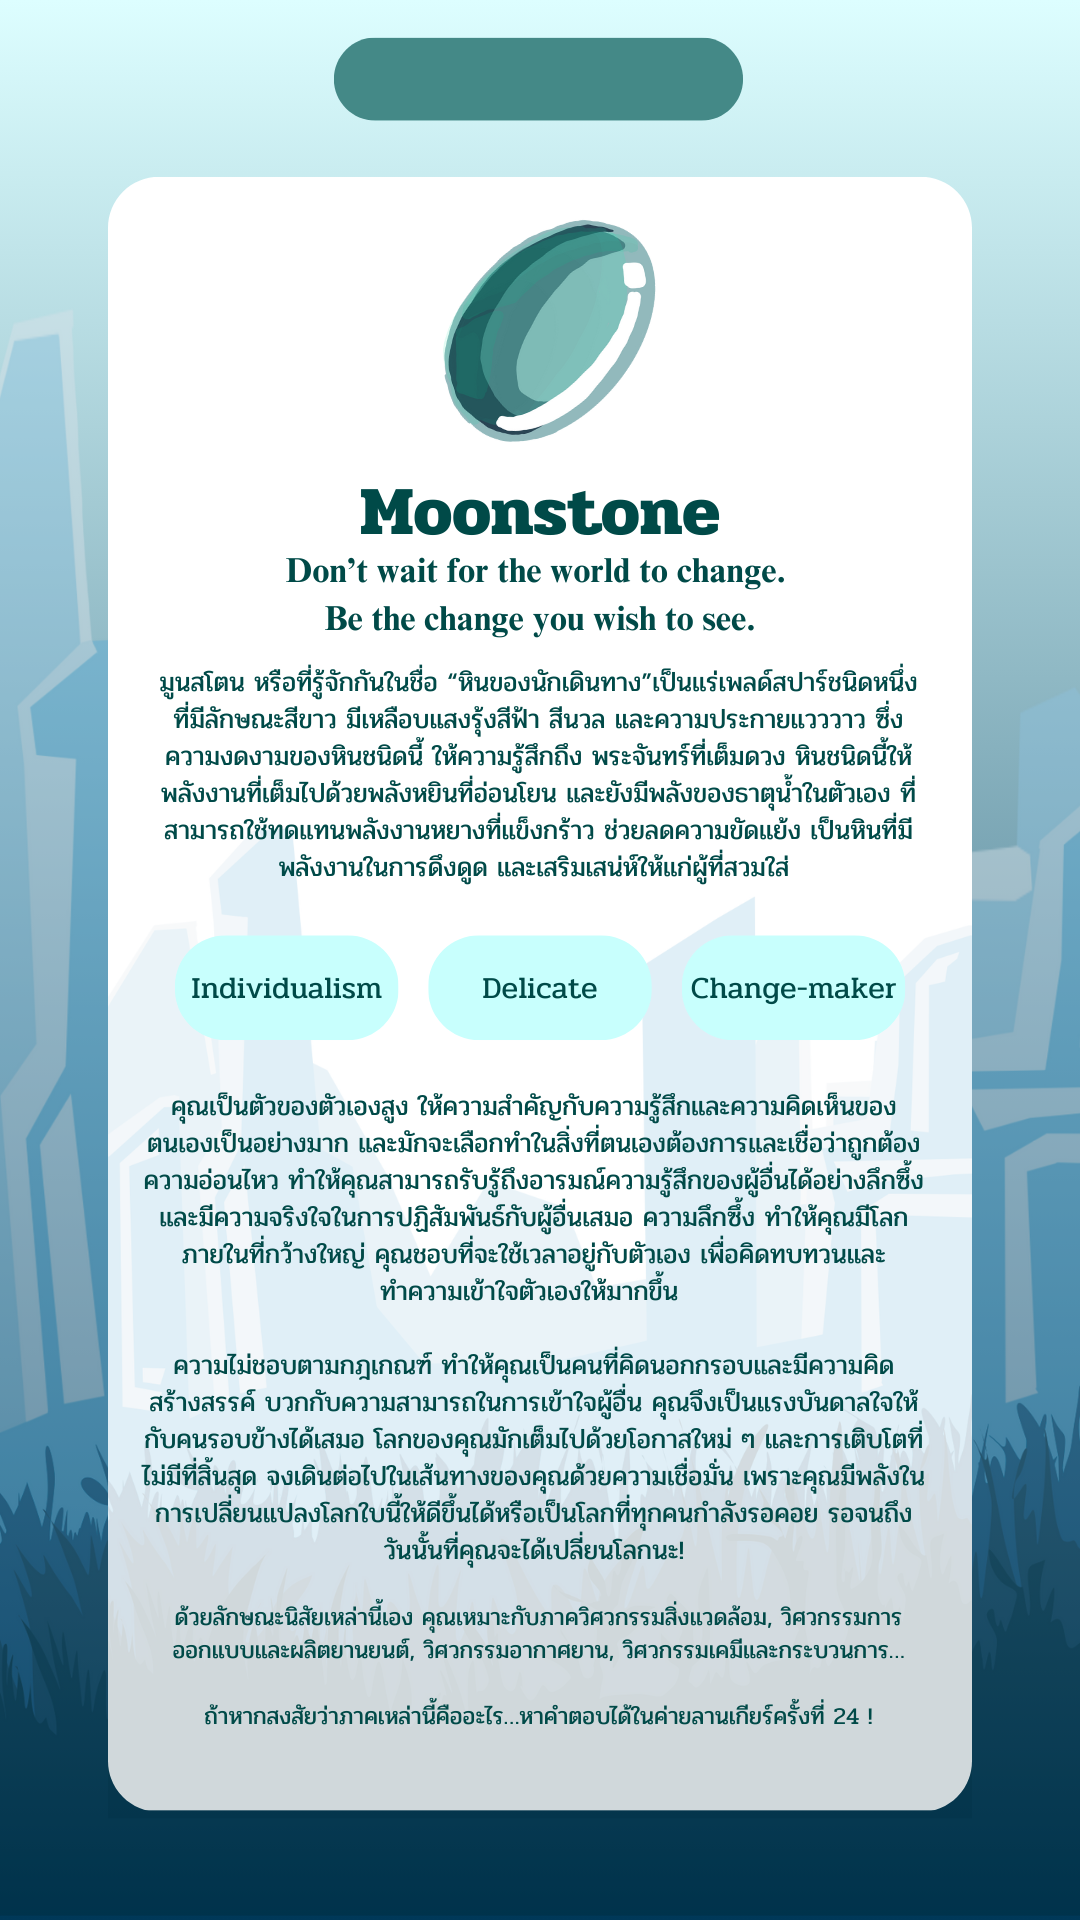 Moonstone
Don’t wait for the world to change.
Be the change you wish to see.
มูนสโตน หรือที่รู้จักกันในชื่อ “หินของนักเดินทาง”เป็นแร่เพลด์สปาร์ชนิดหนึ่ง
ที่มีลักษณะสีขาว มีเหลือบแสงรุ้งสีฟ้า สีนวล และความประกายแววววาว ซึ่ง
ความงดงามของหินชนิดนี้ ให้ความรู้สึกถึง พระจันทร์ที่เต็มดวง หินชนิดนี้ให้
พลังงานที่เต็มไปด้วยพลังหยินที่อ่อนโยน และยังมีพลังของธาตุน้ำในตัวเอง ที่
สามารถใช้ทดแทนพลังงานหยางที่แข็งกร้าว ช่วยลดความขัดแย้ง เป็นหินที่มี
พลังงานในการดึงดูด และเสริมเสน่ห์ให้แก่ผู้ที่สวมใส่
Individualism
Delicate
Change-maker
คุณเป็นตัวของตัวเองสูง ให้ความสำคัญกับความรู้สึกและความคิดเห็นของ
ตนเองเป็นอย่างมาก และมักจะเลือกทำในสิ่งที่ตนเองต้องการและเชื่อว่าถูกต้อง
ความอ่อนไหว ทำให้คุณสามารถรับรู้ถึงอารมณ์ความรู้สึกของผู้อื่นได้อย่างลึกซึ้ง
และมีความจริงใจในการปฏิสัมพันธ์กับผู้อื่นเสมอ ความลึกซึ้ง ทำให้คุณมีโลก
ภายในที่กว้างใหญ่ คุณชอบที่จะใช้เวลาอยู่กับตัวเอง เพื่อคิดทบทวนและ
ทำความเข้าใจตัวเองให้มากขึ้น
ความไม่ชอบตามกฎเกณฑ์ ทำให้คุณเป็นคนที่คิดนอกกรอบและมีความคิด
สร้างสรรค์ บวกกับความสามารถในการเข้าใจผู้อื่น คุณจึงเป็นแรงบันดาลใจให้
กับคนรอบข้างได้เสมอ โลกของคุณมักเต็มไปด้วยโอกาสใหม่ ๆ และการเติบโตที่
ไม่มีที่สิ้นสุด จงเดินต่อไปในเส้นทางของคุณด้วยความเชื่อมั่น เพราะคุณมีพลังใน
การเปลี่ยนแปลงโลกใบนี้ให้ดีขึ้นได้หรือเป็นโลกที่ทุกคนกำลังรอคอย รอจนถึง
วันนั้นที่คุณจะได้เปลี่ยนโลกนะ!
ด้วยลักษณะนิสัยเหล่านี้เอง คุณเหมาะกับภาควิศวกรรมสิ่งแวดล้อม, วิศวกรรมการ
ออกแบบและผลิตยานยนต์, วิศวกรรมอากาศยาน, วิศวกรรมเคมีและกระบวนการ...
ถ้าหากสงสัยว่าภาคเหล่านี้คืออะไร...หาคำตอบได้ในค่ายลานเกียร์ครั้งที่ 24 !